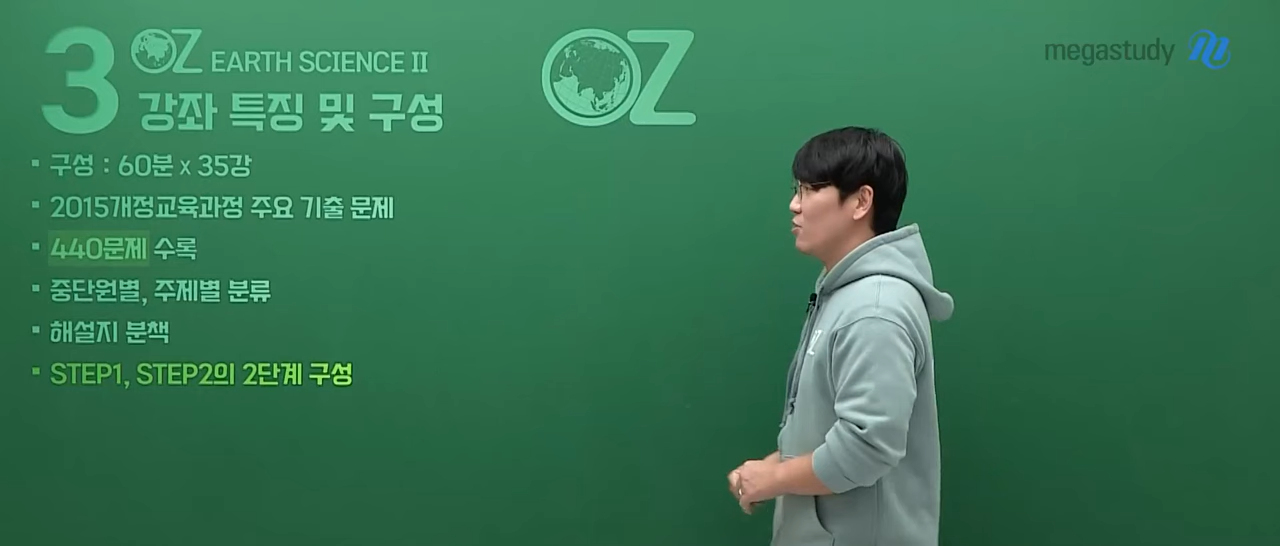 3
OZ EARTH SCIENCE II
강좌 특징 및 구성
OZ
megastudy
▪ 구성 : 60분 x 35강
▪ 2015개정교육과정 주요 기출 문제
▪ 440문제 수록
▪ 중단원별, 주제별 분류
▪ 해설지 분책
▪ STEP1, STEP2의 2단계 구성